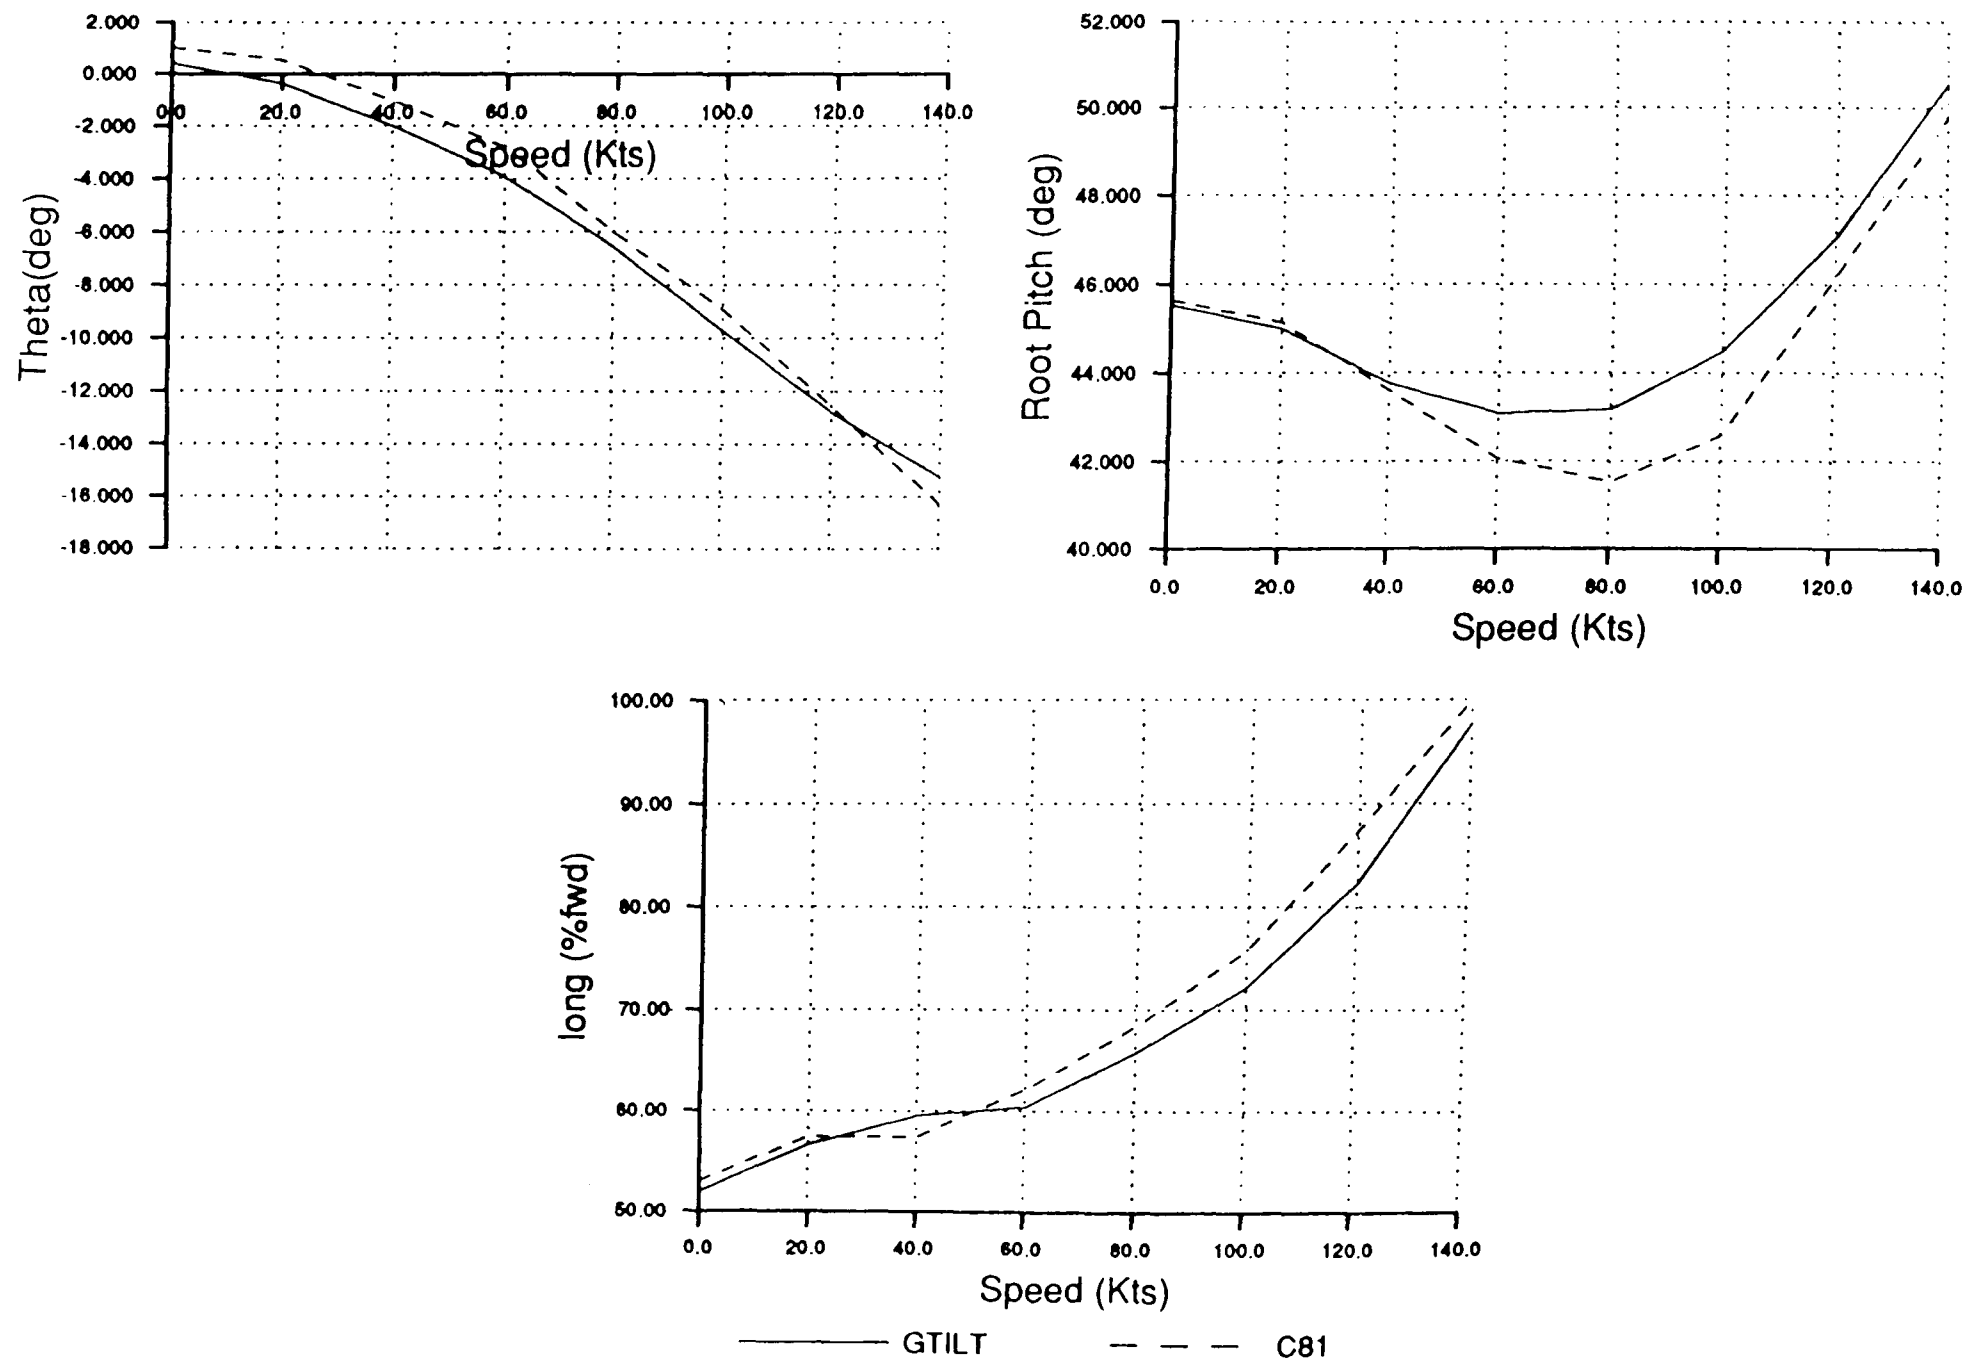 2.000
0.000
-2.000
-4.000
-6.000
-8.000
-10.000
-12.000
-14.000
-16.000
-18.000
Theta(deg)
0.0 20.0 40.0 60.0 80.0 100.0 120.0 140.0
Speed (Kts)
52.000
50.000
48.000
46.000
44.000
42.000
40.000
Root Pitch (deg)
0.0 20.0 40.0 60.0 80.0 100.0 120.0 140.0
Speed (Kts)
100.00
90.00
80.00
70.00
60.00
50.00
long (%fwd)
0.0 20.0 40.0 60.0 80.0 100.0 120.0 140.0
Speed (Kts)
GTILT C81